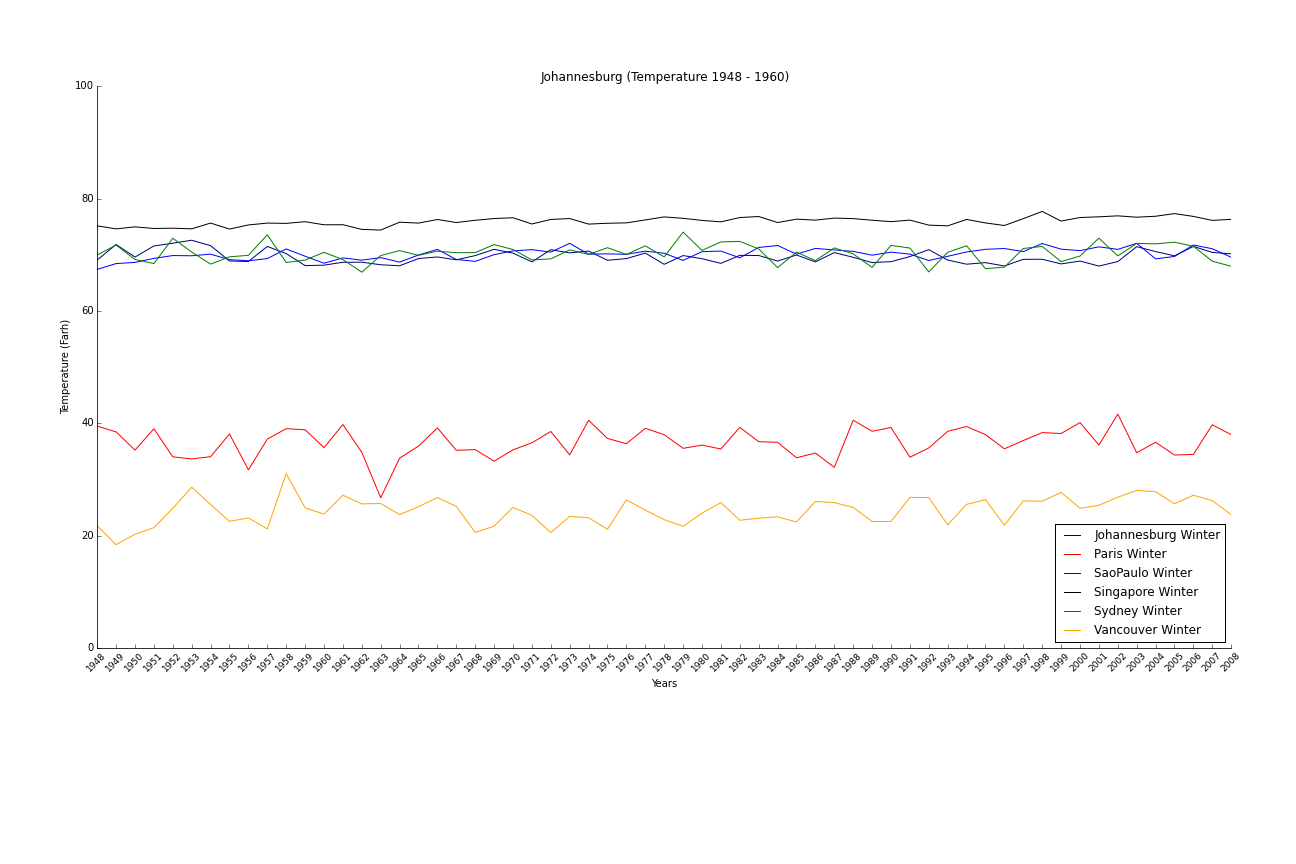 Johannesburg (Temperature 1948 - 1960)
100
80
60
40
20
0
Temperature (Farh)
Johannesburg Winter
Paris Winter
SaoPaulo Winter
Singapore Winter
Sydney Winter
Vancouver Winter
1948 1949 1950 1951 1952 1953 1954 1955 1956 1957 1958 1959 1960 1961 1962 1963 1964 1965 1966 1967 1968 1969 1970 1971 1972 1973 1974 1975 1976 1977 1978 1979 1980 1981 1982 1983 1984 1985 1986 1987 1988 1989 1990 1991 1992 1993 1994 1995 1996 1997 1998 1999 2000 2001 2002 2003 2004 2005 2006 2007 2008
Years